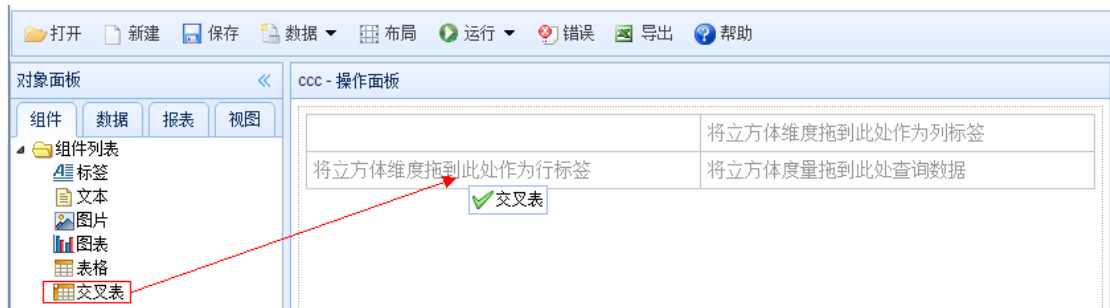 打开 新建 保存 数据 布局 运行 错误 导出 帮助
对象面板
ccc - 操作面板
组件 数据 报表 视图
组件列表
标签
文本
图片
图表
表格
交叉表
将立方体维度拖到此处作为列标签
将立方体维度拖到此处作为行标签 将立方体度量拖到此处查询数据
交叉表